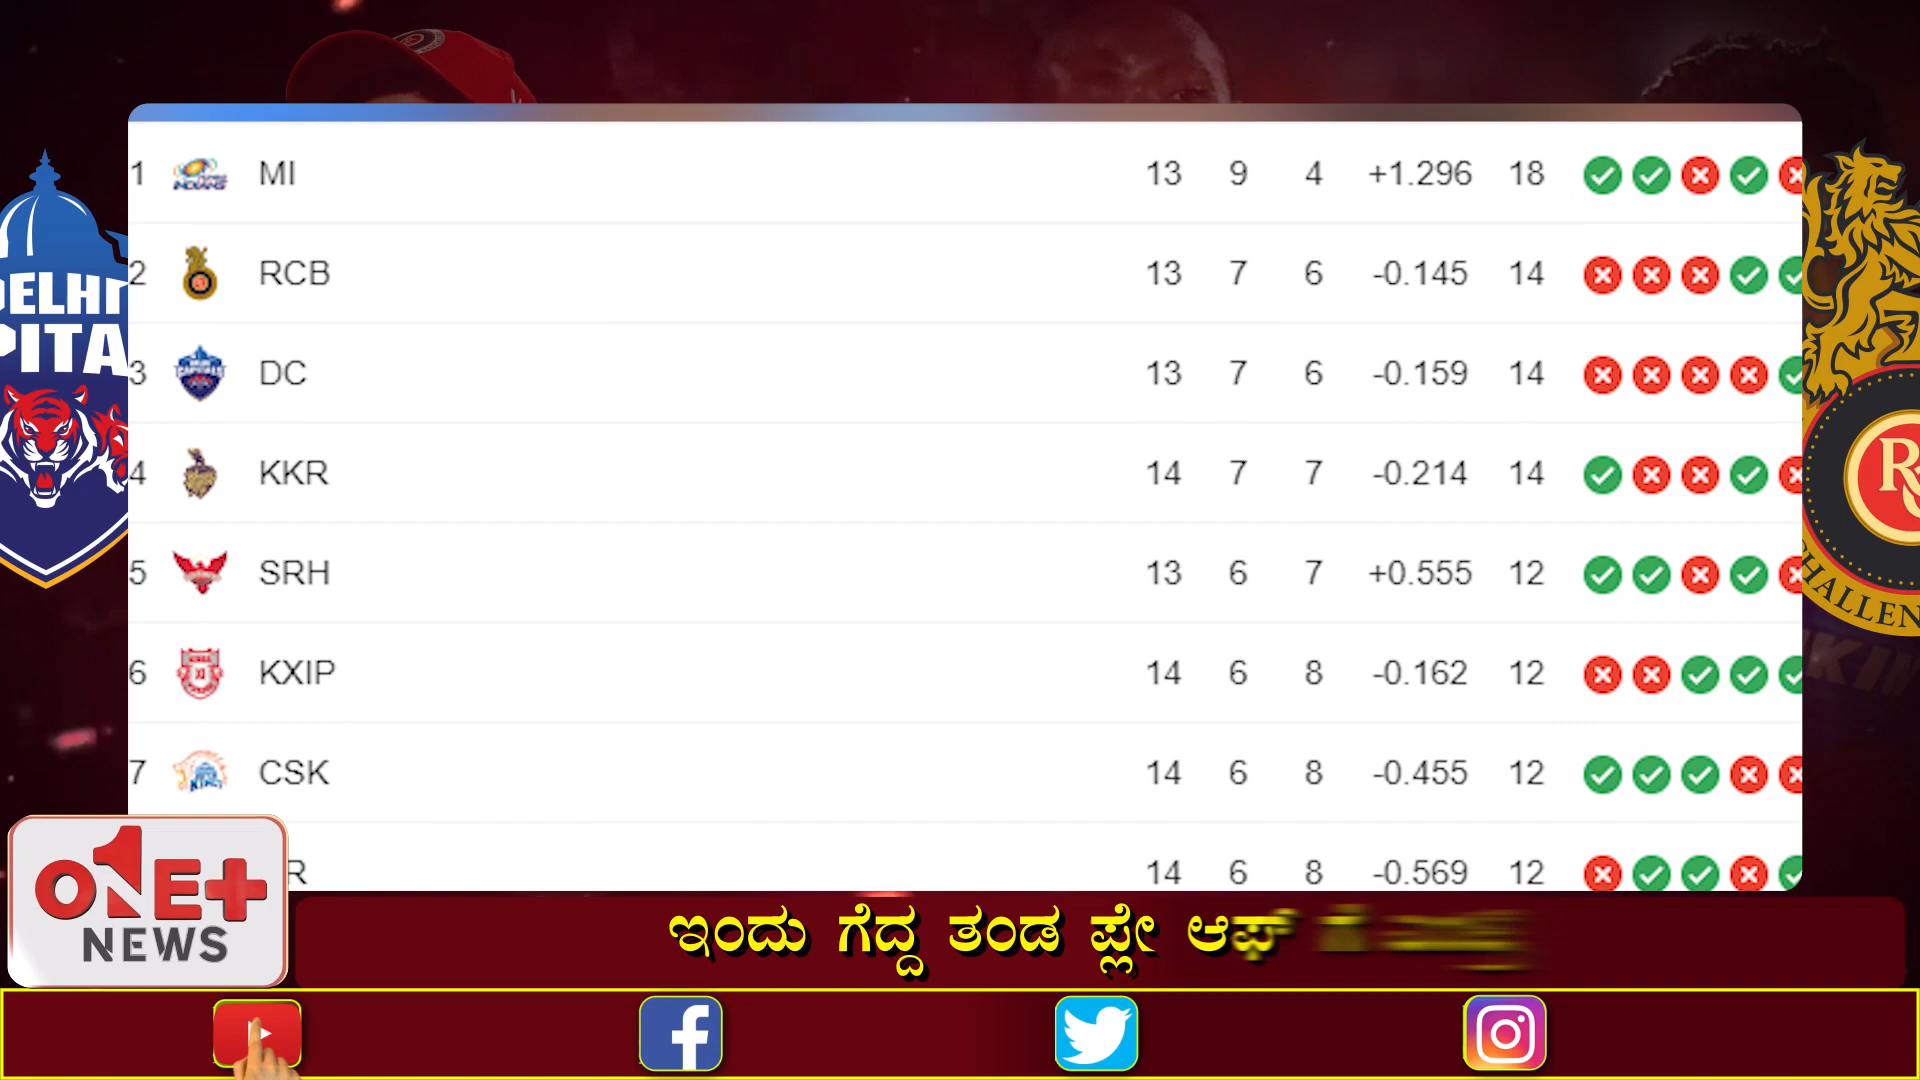 1 MI 13 9 4 +1.296 18
2 RCB 13 7 6 -0.145 14
3 DC 13 7 6 -0.159 14
4 KKR 14 7 7 -0.214 14
5 SRH 13 6 7 +0.555 12
6 KXIP 14 6 8 -0.162 12
7 CSK 14 6 8 -0.455 12
R 14 6 8 -0.569 12
ELHI
PITA
R
HALLEN
ONE+
NEWS
ಇಂದು ಗೆದ್ದ ತಂಡ ಪ್ಲೇ ಆಫ್